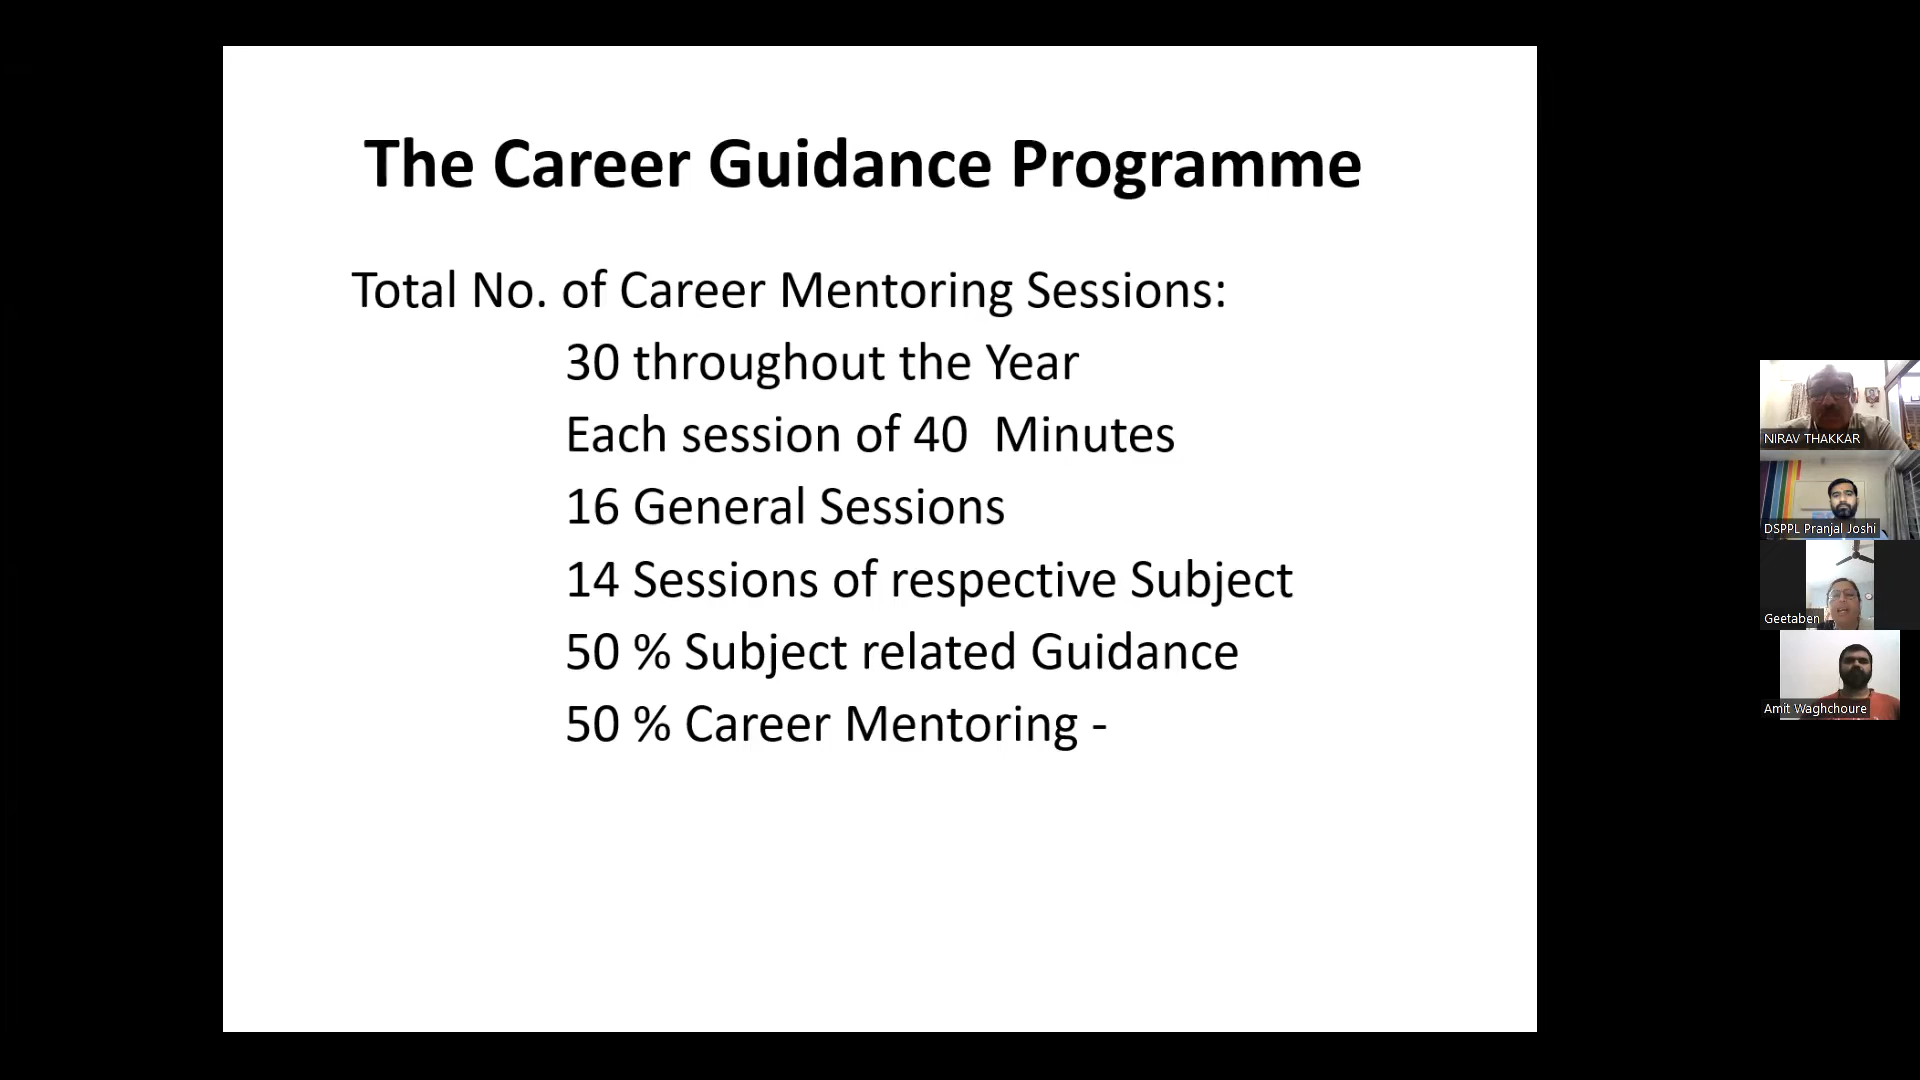 The Career Guidance Programme
Total No. of Career Mentoring Sessions:
30 throughout the Year
Each session of 40  Minutes
16 General Sessions
14 Sessions of respective Subject
50 % Subject related Guidance
50 % Career Mentoring -
NIRAV THAKKAR
DSPPL Pranjal Joshi
Geetaben
Amit Waghchoure